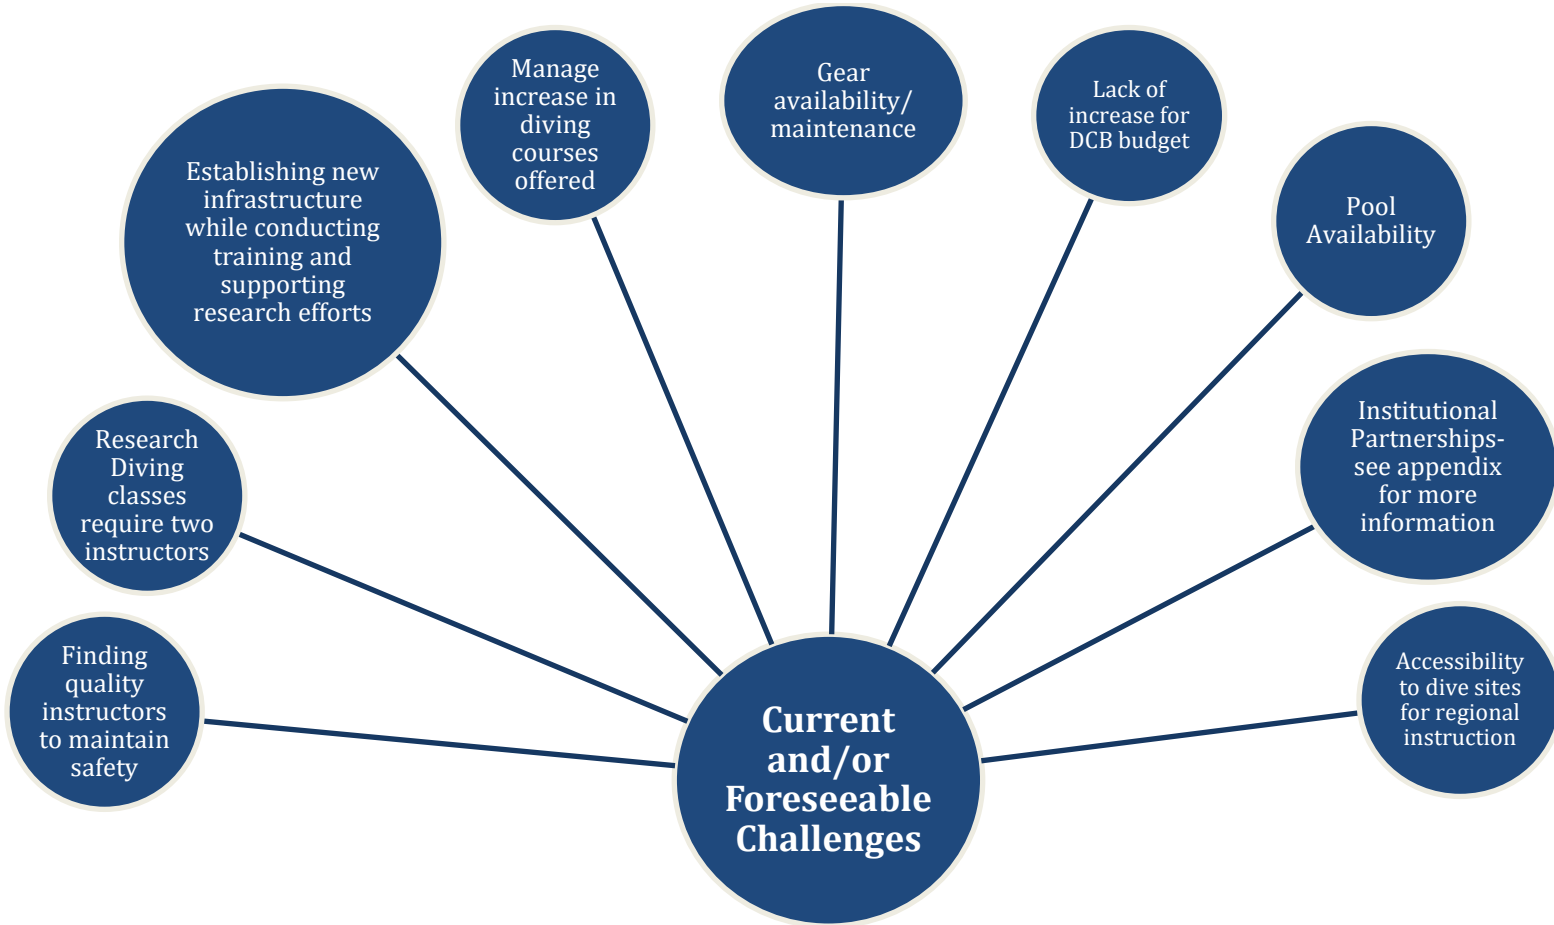 Manage
increase in
diving
courses
offered
Gear
availability/
maintenance
Lack of
increase for
DCB budget
Establishing new
infrastructure
while conducting
training and
supporting
research efforts
Pool
Availability
Research
Diving
classes
require two
instructors
Institutional
Partnerships-
see appendix
for more
information
Finding
quality
instructors
to maintain
safety
Accessibility
to dive sites
for regional
instruction
Current
and/or
Foreseeable
Challenges